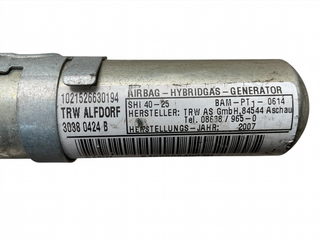 1021526630194
TRW ALFDORF
3D38 0424 B
AIRBAG-HYBRIDGAS-GENERATOR
SHI 40-25 BAM-PT1-0614
HERSTELLER: TRW AS GmbH,84544 Aschau
Tel. 08638/965-0
HERSTELLUNGS-JAHR: 2007